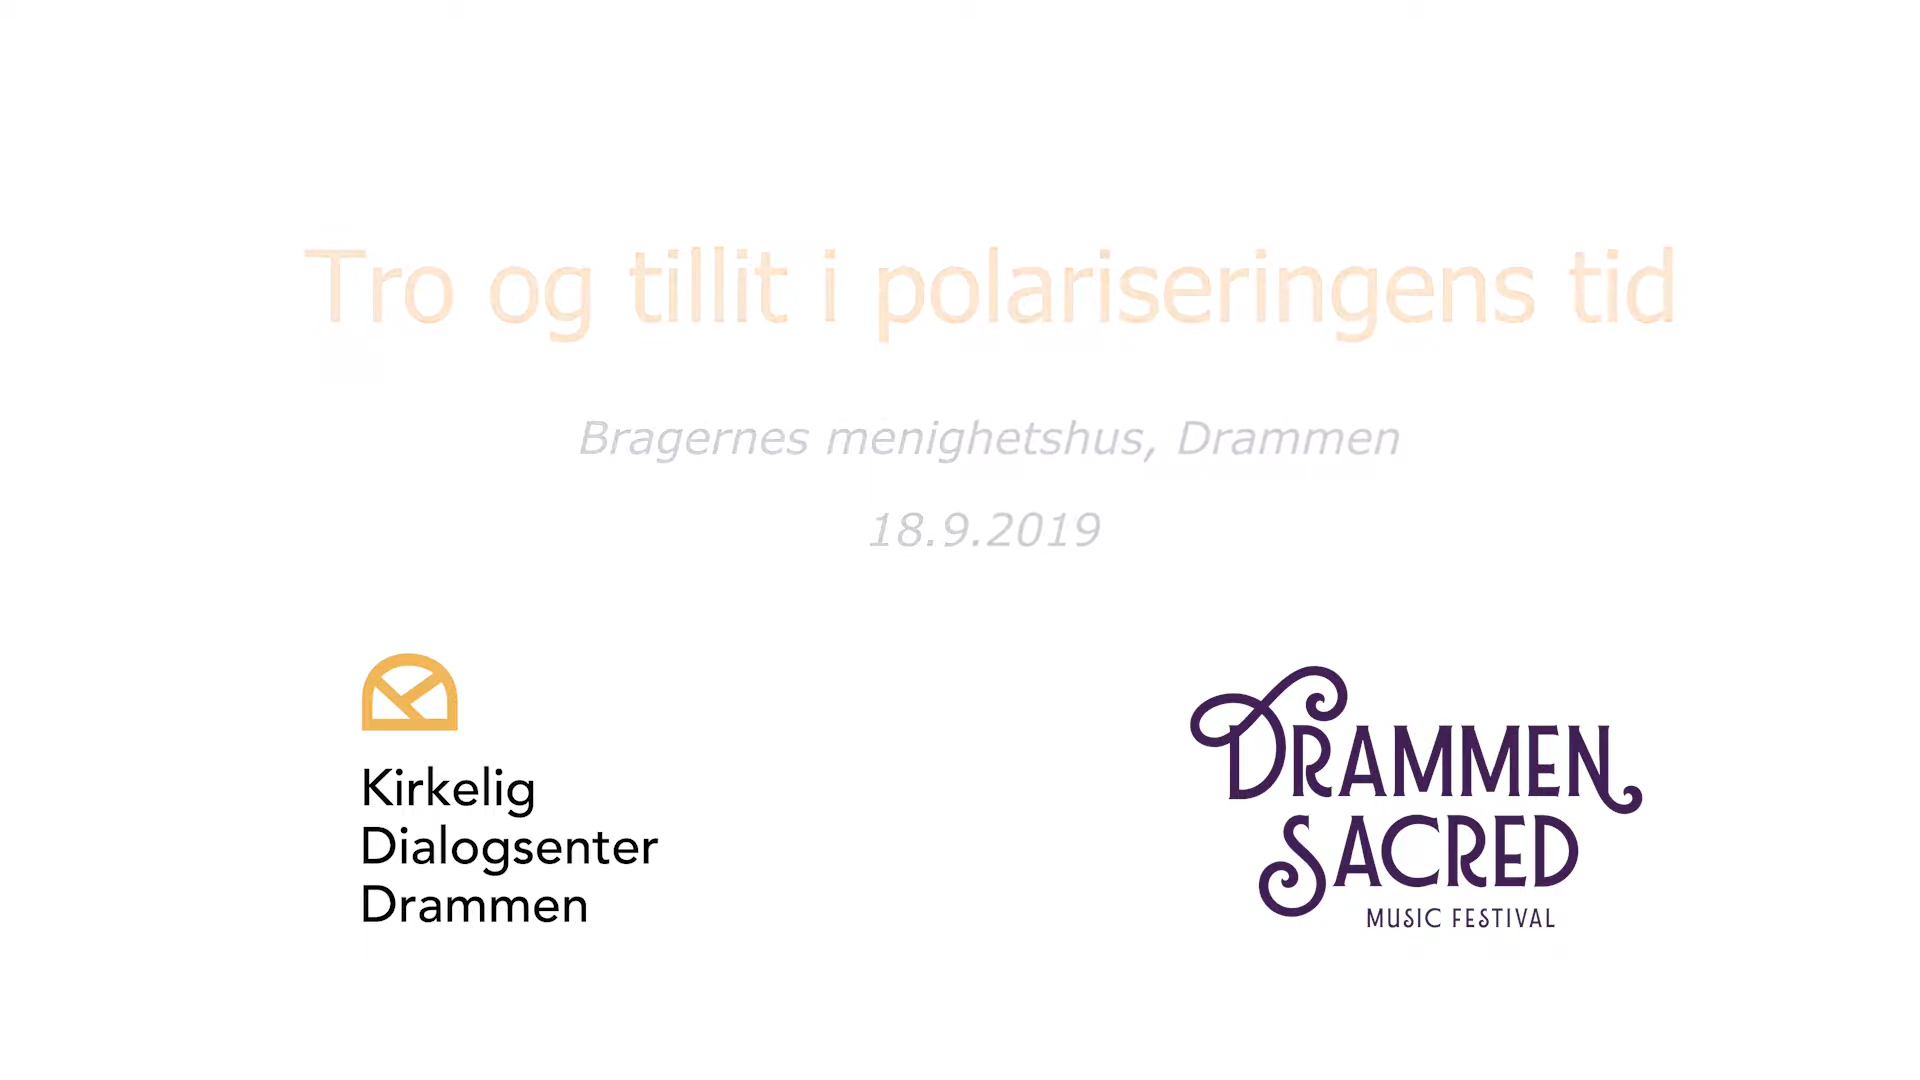 Tro og tillit i polariseringens tid
Bragernes menighetshus, Drammen
18.9.2019
Kirkelig
Dialogsenter
Drammen
DRAMMEN
SACRED
MUSIC FESTIVAL